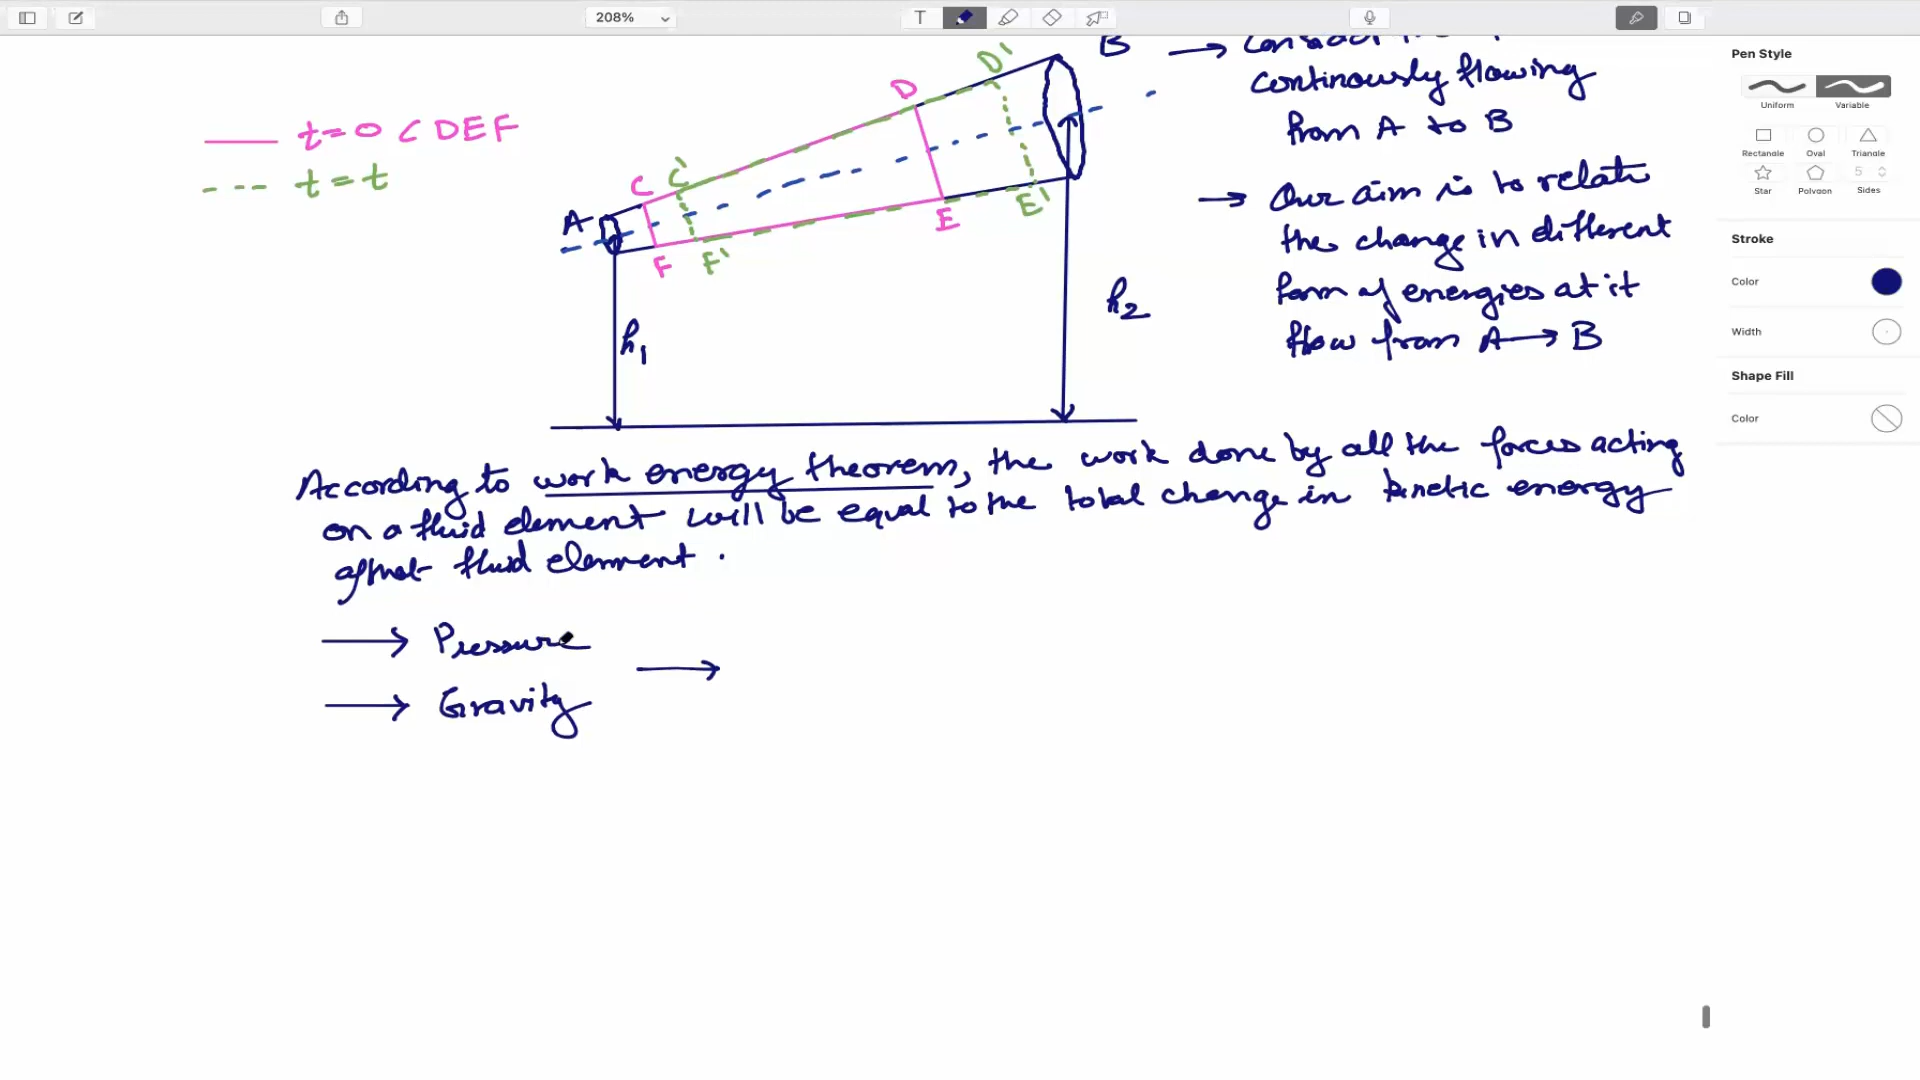 208%
T
Pen Style
Uniform
Variable
Rectangle
Oval
Triangle
Star
Polygon
5
Sides
Stroke
Color
Width
Shape Fill
Color
t=0 CDEF
t=t
A
C
C'
D
D'
B
F
F'
E
E'
h1
h2
→
continously flowing
from A to B
→ Our aim is to relate
the change in different
form of energies at it
flow from A → B
According to work energy theorem, the work done by all the forces acting
on a fluid element will be equal to the total change in kinetic energy
of that fluid element.
→ Pressure
→
→ Gravity